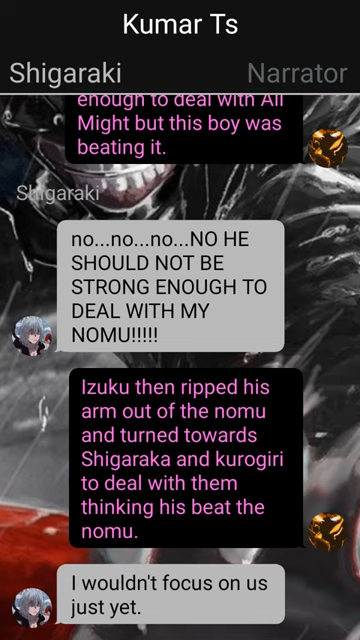 Kumar Ts
Shigaraki
Narrator
enough to deal with All
Might but this boy was
beating it.
Shigaraki
no...no...no...NO HE
SHOULD NOT BE
STRONG ENOUGH TO
DEAL WITH MY
NOMU!!!!!
Izuku then ripped his
arm out of the nomu
and turned towards
Shigaraka and kurogiri
to deal with them
thinking his beat the
nomu.
I wouldn't focus on us
just yet.